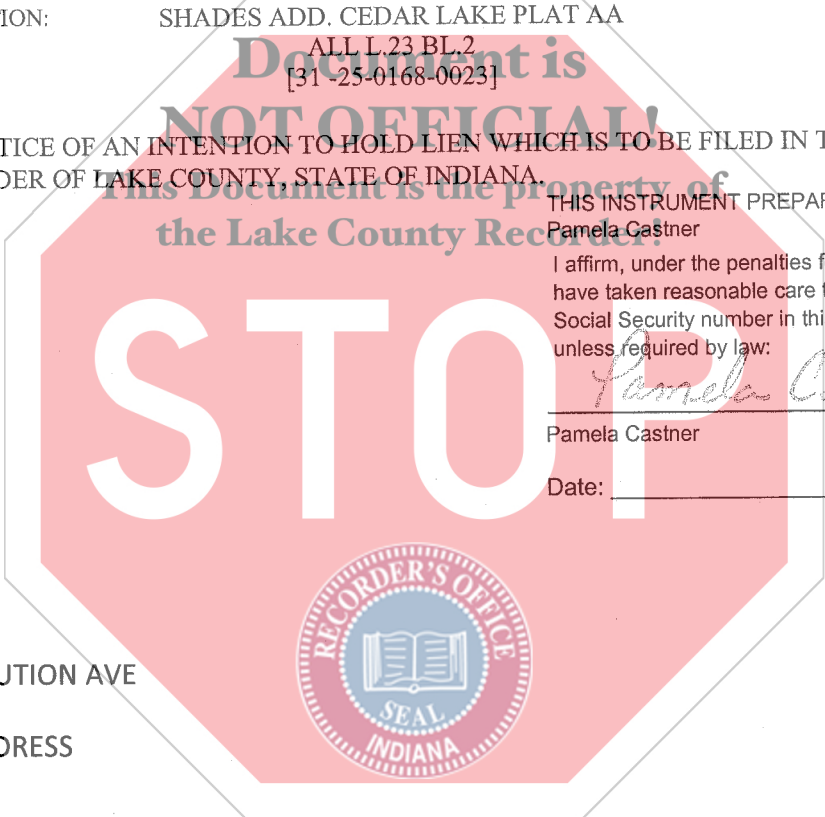 ION: SHADES ADD. CEDAR LAKE PLAT AA
ALL L.23 BL.2
[31 -25-0168-0023]
Document is
NOT OFFICIAL!
This Document is the property of
the Lake County Recorder!
TICE OF AN INTENTION TO HOLD LIEN WHICH IS TO BE FILED IN T
DER OF LAKE COUNTY, STATE OF INDIANA.
THIS INSTRUMENT PREPAR
Pamela Castner
I affirm, under the penalties f
have taken reasonable care t
Social Security number in thi
unless required by law:
Pamela C
Pamela Castner
Date:
STOP
RECORDER'S OFFICE
SEAL
INDIANA
UTION AVE
DRESS